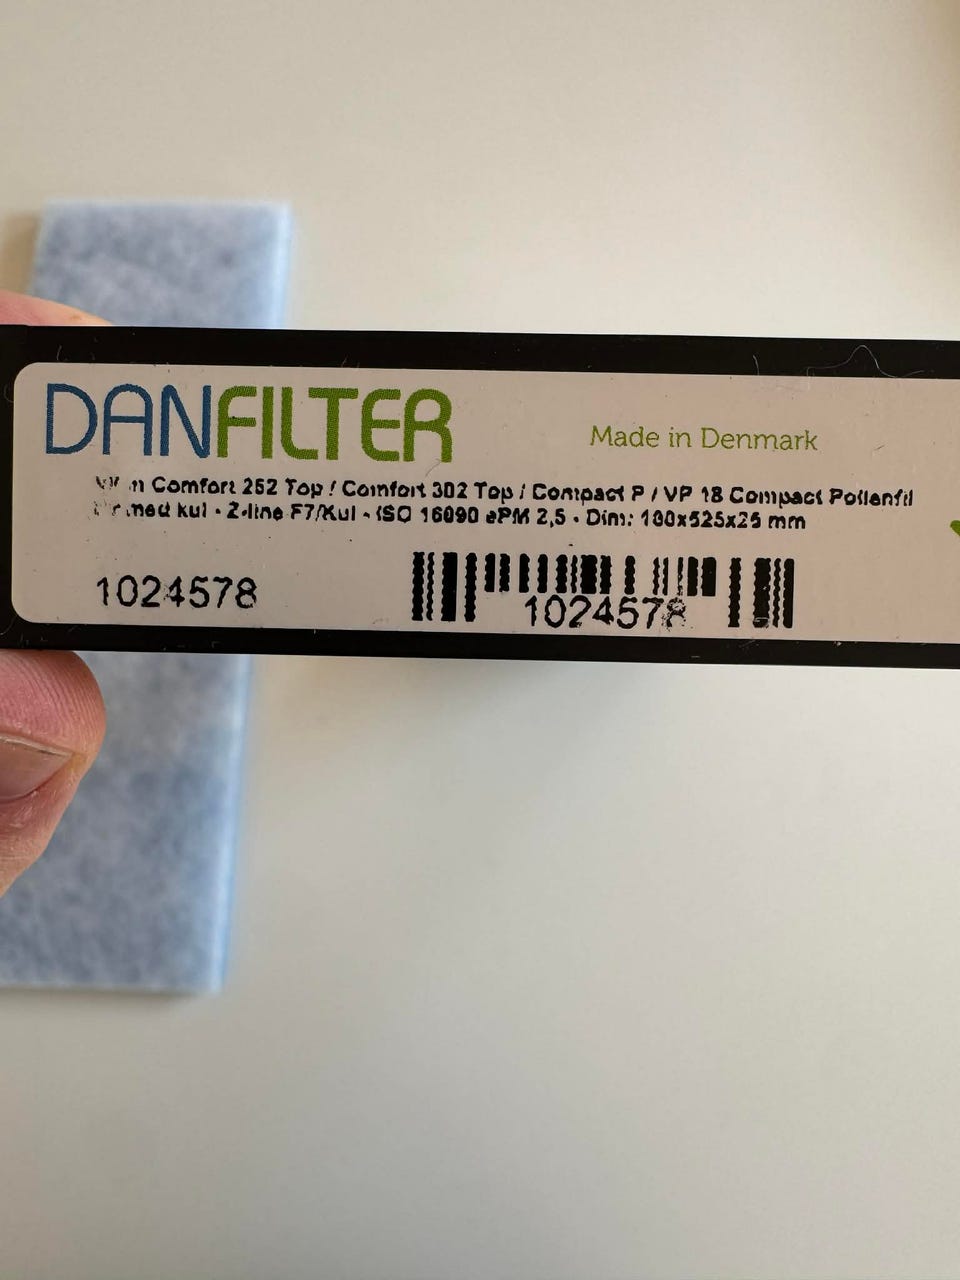 DANFILTER
Made in Denmark
Comfort 252 Top / Comfort 302 Top / Compact P / VP 18 Compact Pollenfil
med kul - Z-line F7/Kul - ISO 16890 ePM 2,5 - Dim: 180x525x25 mm
1024578
1024578